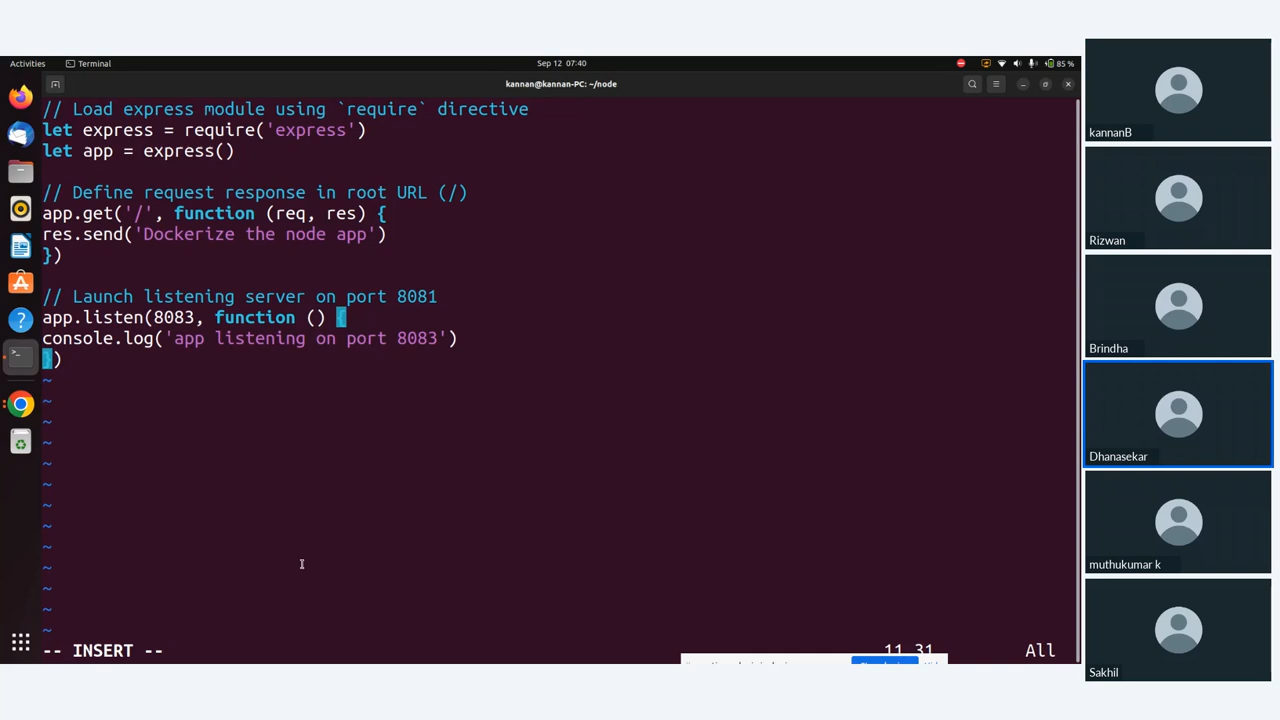 Activities
Terminal
Sep 12 07:40
85 %
kannan@kannan-PC: ~/node
// Load express module using `require` directive
let express = require('express')
let app = express()
// Define request response in root URL (/)
app.get('/', function (req, res) {
res.send('Dockerize the node app')
})
// Launch listening server on port 8081
app.listen(8083, function () {
console.log('app listening on port 8083')
})
~
~
~
~
~
~
~
~
~
~
~
~
~
-- INSERT --
11,31
All
kannanB
Rizwan
Brindha
Dhanasekar
muthukumar k
Sakhil